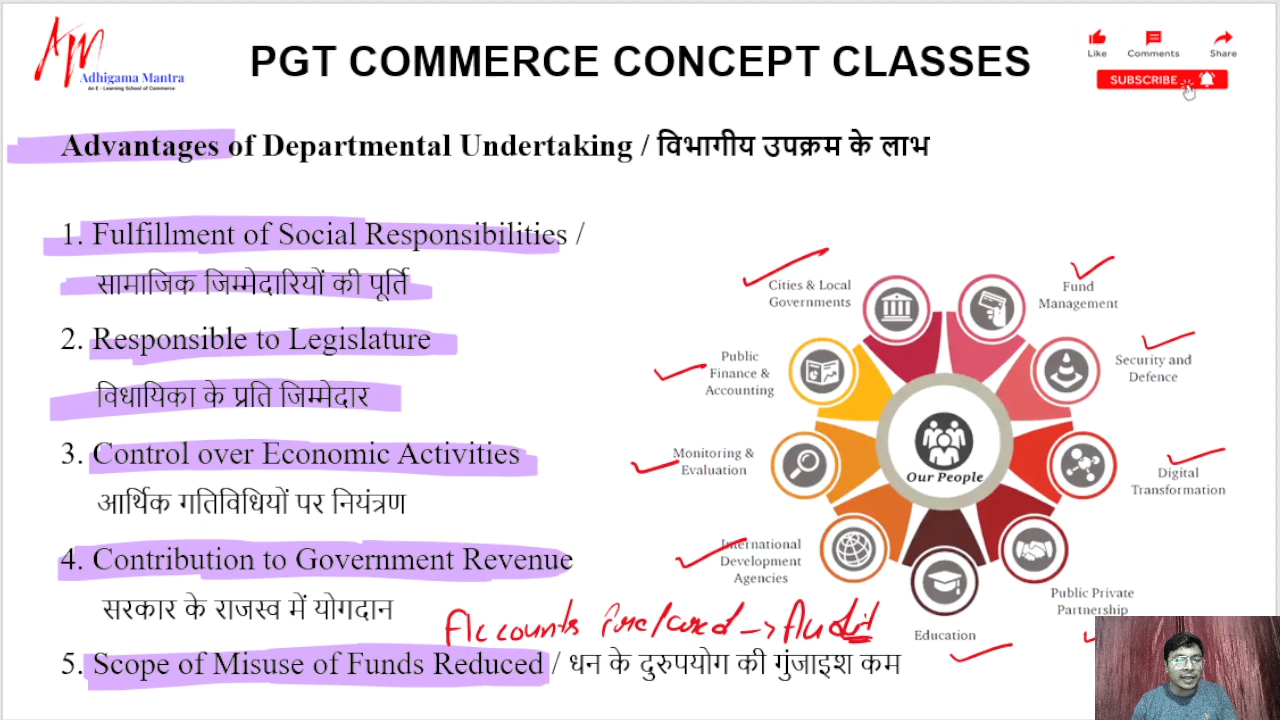 AM
Adhigama Mantra
An E - Learning School of Commerce
PGT COMMERCE CONCEPT CLASSES
Like
Comments
Share
SUBSCRIBE
Advantages of Departmental Undertaking / विभागीय उपक्रम के लाभ
1. Fulfillment of Social Responsibilities /
सामाजिक जिम्मेदारियों की पूर्ति
2. Responsible to Legislature
विधायिका के प्रति जिम्मेदार
3. Control over Economic Activities
आर्थिक गतिविधियों पर नियंत्रण
4. Contribution to Government Revenue
सरकार के राजस्व में योगदान
Accounts -> Audit
5. Scope of Misuse of Funds Reduced / धन के दुरुपयोग की गुंजाइश कम
Cities & Local
Governments
Fund
Management
Public
Finance &
Accounting
Security and
Defence
Monitoring &
Evaluation
Our People
Digital
Transformation
International
Development
Agencies
Public Private
Partnership
Education